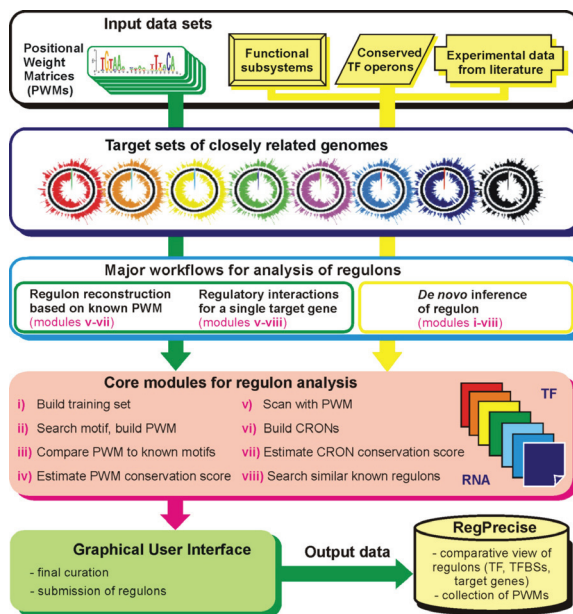 Input data sets
Positional
Weight
Matrices
(PWMs)
Functional
subsystems
Conserved
TF operons
Experimental data
from literature
Target sets of closely related genomes
Major workflows for analysis of regulons
Regulon reconstruction
based on known PWM
(modules v-vii)
Regulatory interactions
for a single target gene
(modules v-viii)
De novo inference
of regulon
(modules i-viii)
Core modules for regulon analysis
i) Build training set
ii) Search motif, build PWM
iii) Compare PWM to known motifs
iv) Estimate PWM conservation score
v) Scan with PWM
vi) Build CRONs
vii) Estimate CRON conservation score
viii) Search similar known regulons
TF
RNA
Graphical User Interface
- final curation
- submission of regulons
Output data
RegPrecise
- comparative view of
regulons (TF, TFBSs,
target genes)
- collection of PWMs